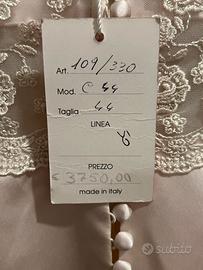 Art. 109/330
Mod. C 44
Taglia 44
LINEA
PREZZO
€ 3750,00
made in italy
subito